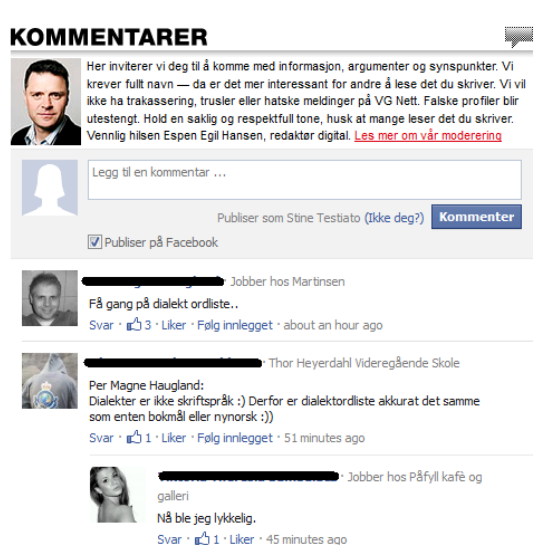 KOMMENTARER
Her inviterer vi deg til å komme med informasjon, argumenter og synspunkter. Vi
krever fullt navn — da er det mer interessant for andre å lese det du skriver. Vi vil
ikke ha trakassering, trusler eller hatske meldinger på VG Nett. Falske profiler blir
utestengt. Hold en saklig og respektfull tone, husk at mange leser det du skriver.
Vennlig hilsen Espen Egil Hansen, redaktør digital. Les mer om vår moderering
Legg til en kommentar ...
Publiser som Stine Testiato (Ikke deg?) Kommenter
Publiser på Facebook
· Jobber hos Martinsen
Få gang på dialekt ordliste..
Svar · 3 · Liker · Følg innlegget · about an hour ago
· Thor Heyerdahl Videregående Skole
Per Magne Haugland:
Dialekter er ikke skriftspråk :) Derfor er dialektordliste akkurat det samme
som enten bokmål eller nynorsk :))
Svar · 1 · Liker · Følg innlegget · 51 minutes ago
· Jobber hos Påfyll kafè og
galleri
Nå ble jeg lykkelig.
Svar · 1 · Liker · 45 minutes ago